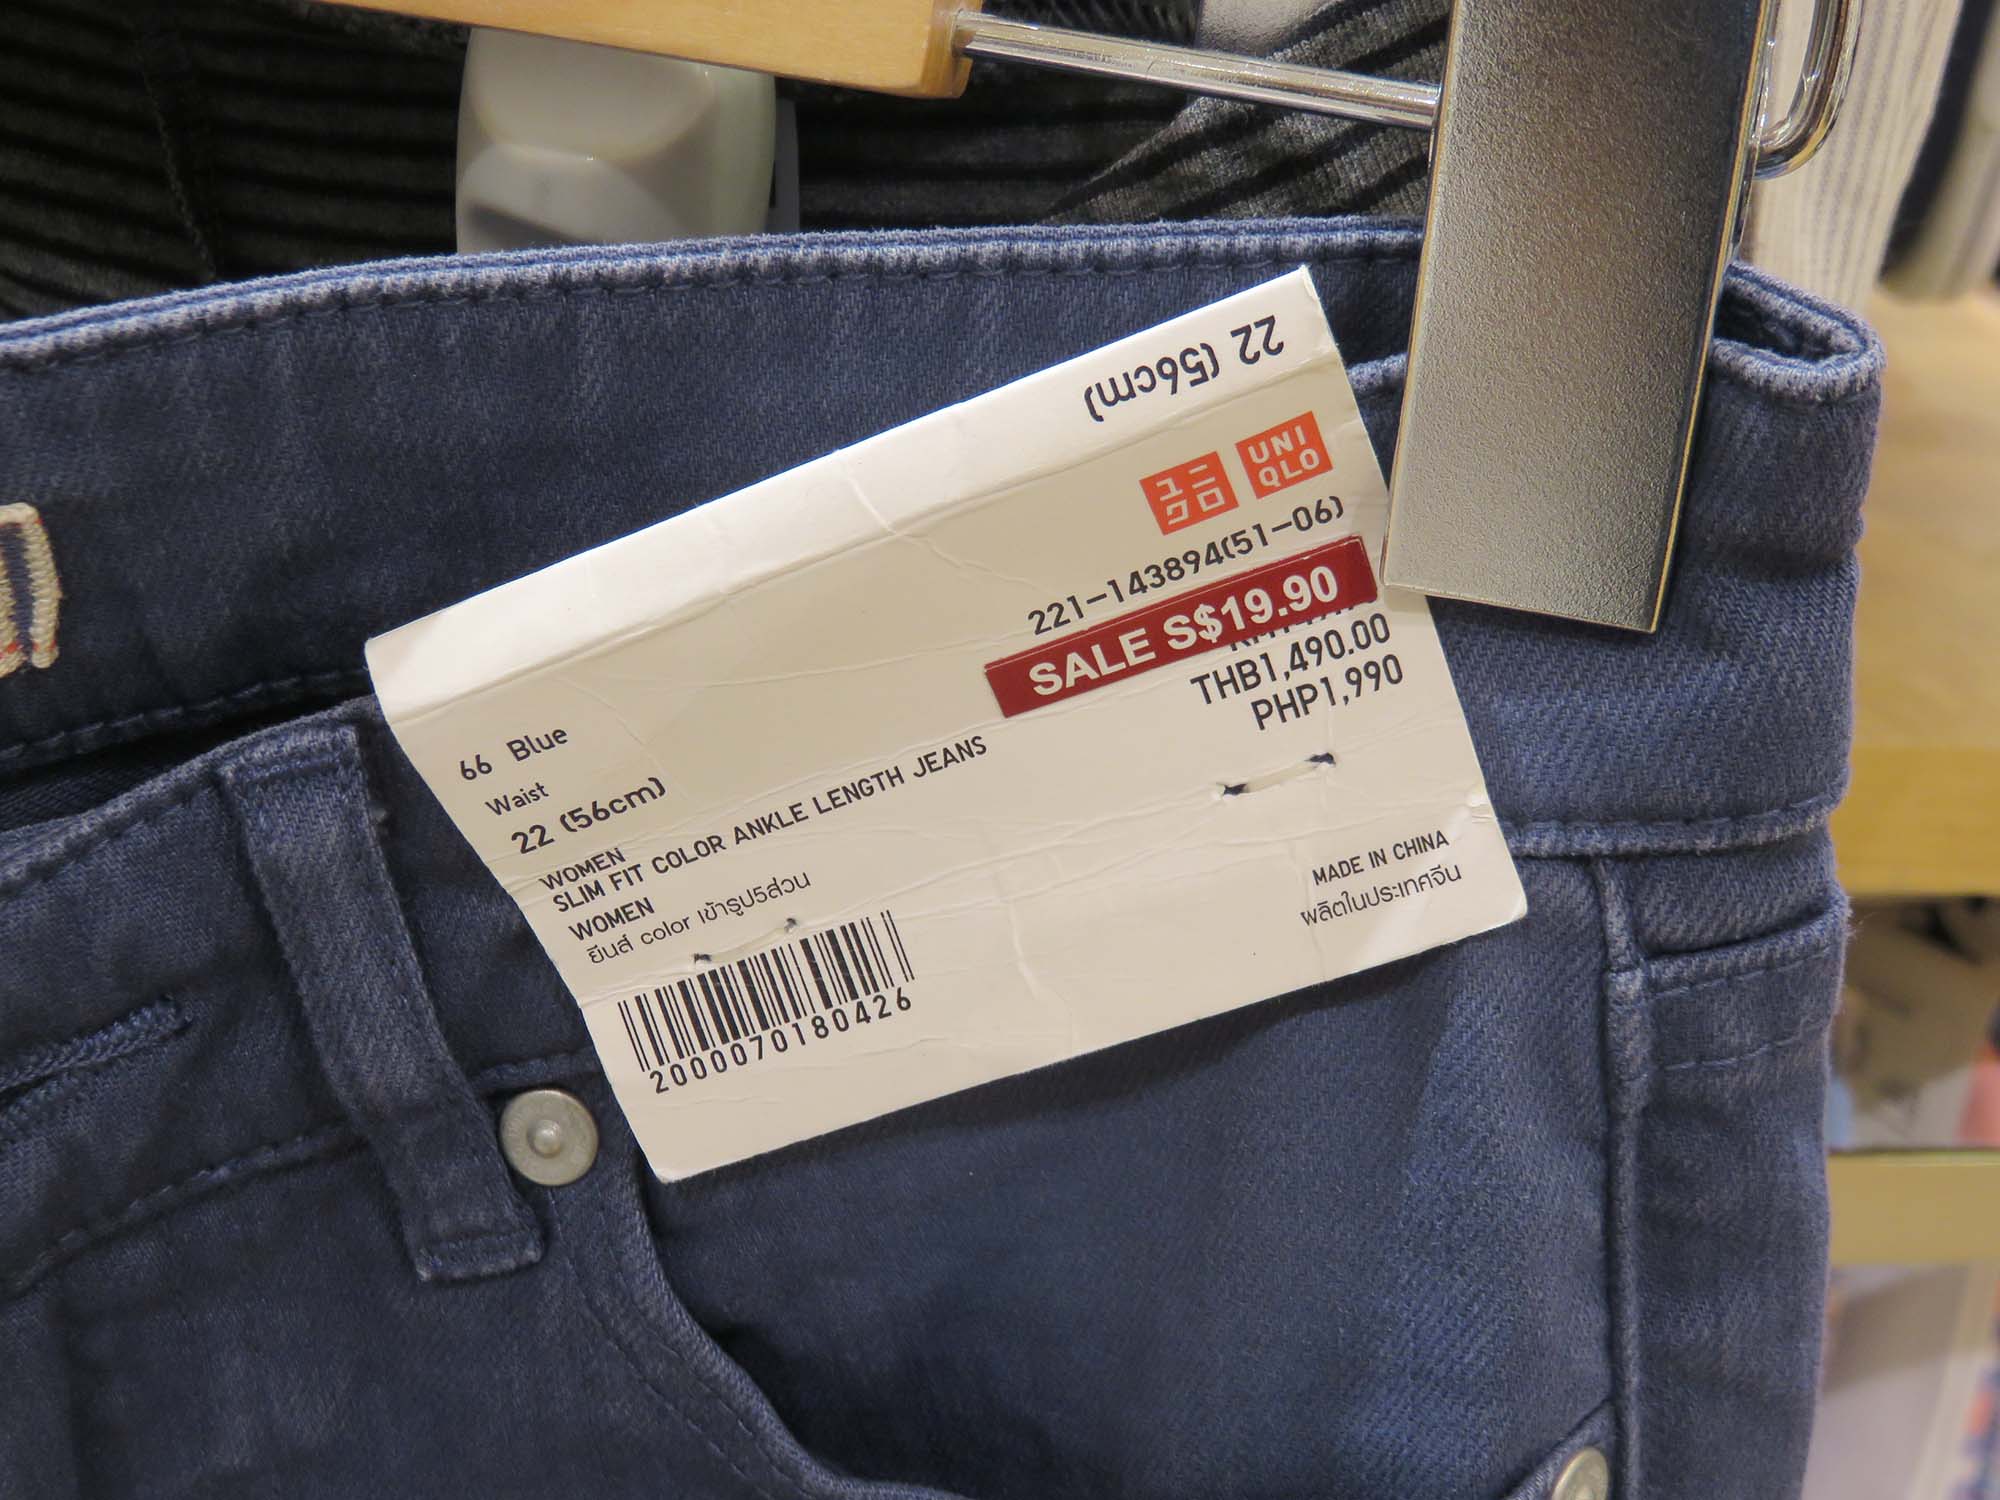 22 (56cm)
ユニ
クロ
UNI
QLO
221-143894(51-06)
SALE S$19.90
THB1,490.00
PHP1,990
66 Blue
Waist
22 (56cm)
WOMEN
SLIM FIT COLOR ANKLE LENGTH JEANS
WOMEN
ยีนส์ color เข้ารูป5ส่วน
MADE IN CHINA
ผลิตในประเทศจีน
2000070180426